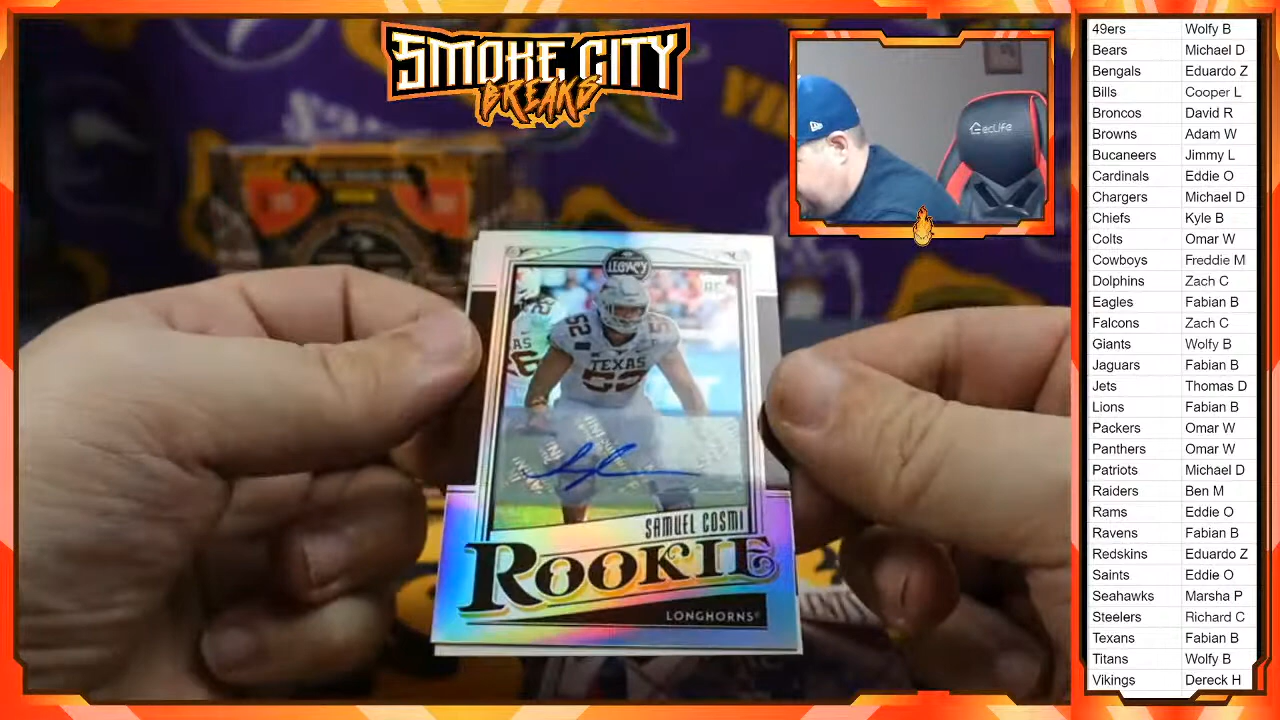 SMOKE CITY
BREAKS
LEGACY
RC
52
TEXAS
52
SAMUEL COSMI
ROOKIE
LONGHORNS
49ers Wolfy B
Bears Michael D
Bengals Eduardo Z
Bills Cooper L
Broncos David R
Browns Adam W
Bucaneers Jimmy L
Cardinals Eddie O
Chargers Michael D
Chiefs Kyle B
Colts Omar W
Cowboys Freddie M
Dolphins Zach C
Eagles Fabian B
Falcons Zach C
Giants Wolfy B
Jaguars Fabian B
Jets Thomas D
Lions Fabian B
Packers Omar W
Panthers Omar W
Patriots Michael D
Raiders Ben M
Rams Eddie O
Ravens Fabian B
Redskins Eduardo Z
Saints Eddie O
Seahawks Marsha P
Steelers Richard C
Texans Fabian B
Titans Wolfy B
Vikings Dereck H